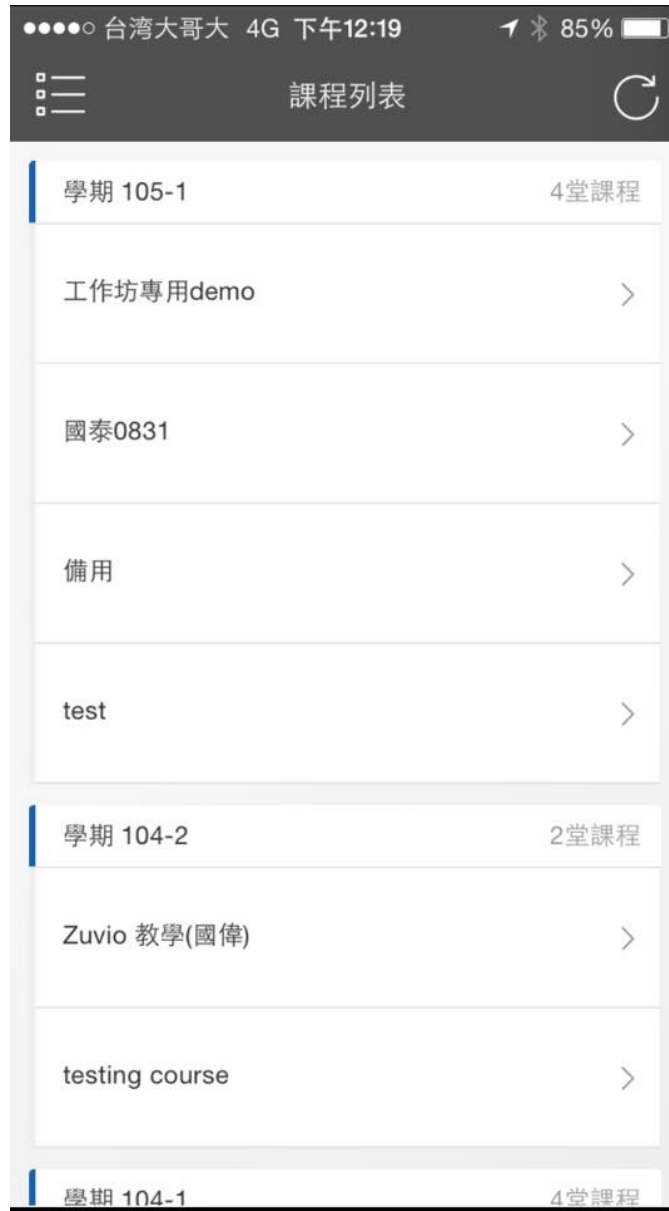 台湾大哥大 4G 下午12:19 85%
課程列表
學期 105-1 4堂課程
工作坊專用demo
國泰0831
備用
test
學期 104-2 2堂課程
Zuvio 教學(國偉)
testing course
學期 104-1 4堂課程